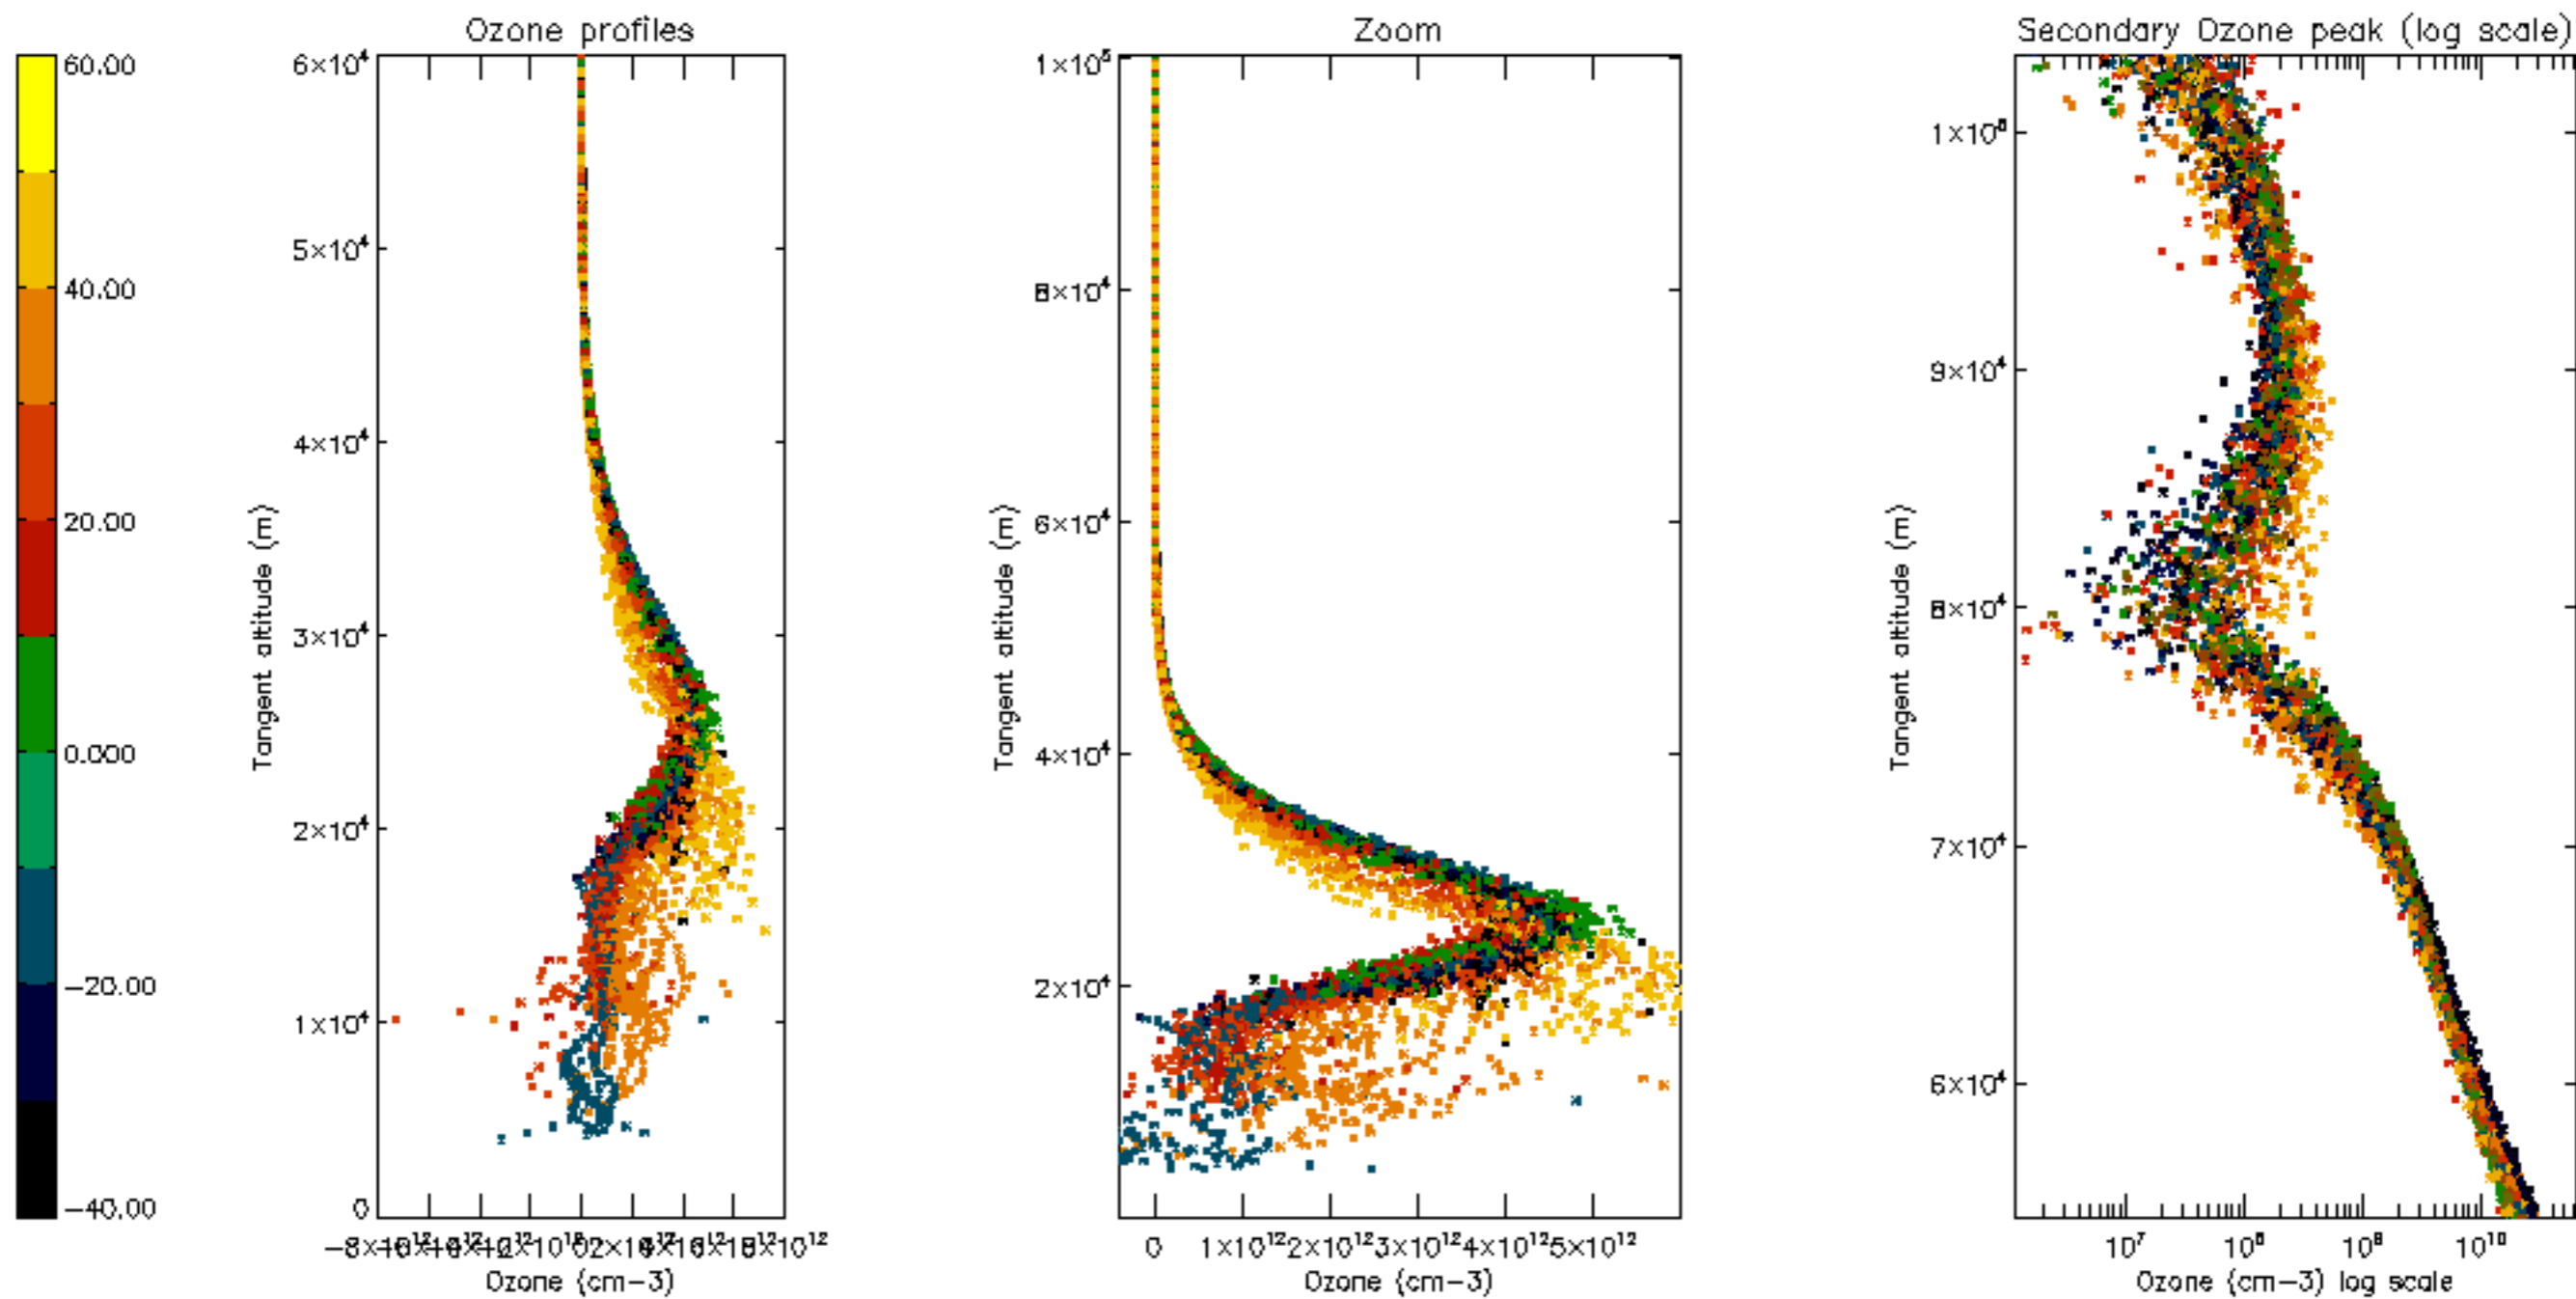 Ozone profiles
Zoom
Secondary Ozone peak (log scale)
60.00
40.00
20.00
0.000
−20.00
−40.00
Tangent altitude (m)
6×10⁴
5×10⁴
4×10⁴
3×10⁴
2×10⁴
1×10⁴
0
8×10¹²
Ozone (cm−3)
Tangent altitude (m)
1×10⁵
8×10⁴
6×10⁴
4×10⁴
2×10⁴
0 1×10¹² 2×10¹² 3×10¹² 4×10¹² 5×10¹²
Ozone (cm−3)
Tangent altitude (m)
9×10⁴
8×10⁴
7×10⁴
6×10⁴
10⁷ 10⁸ 10⁹ 10¹⁰
Ozone (cm−3) log scale